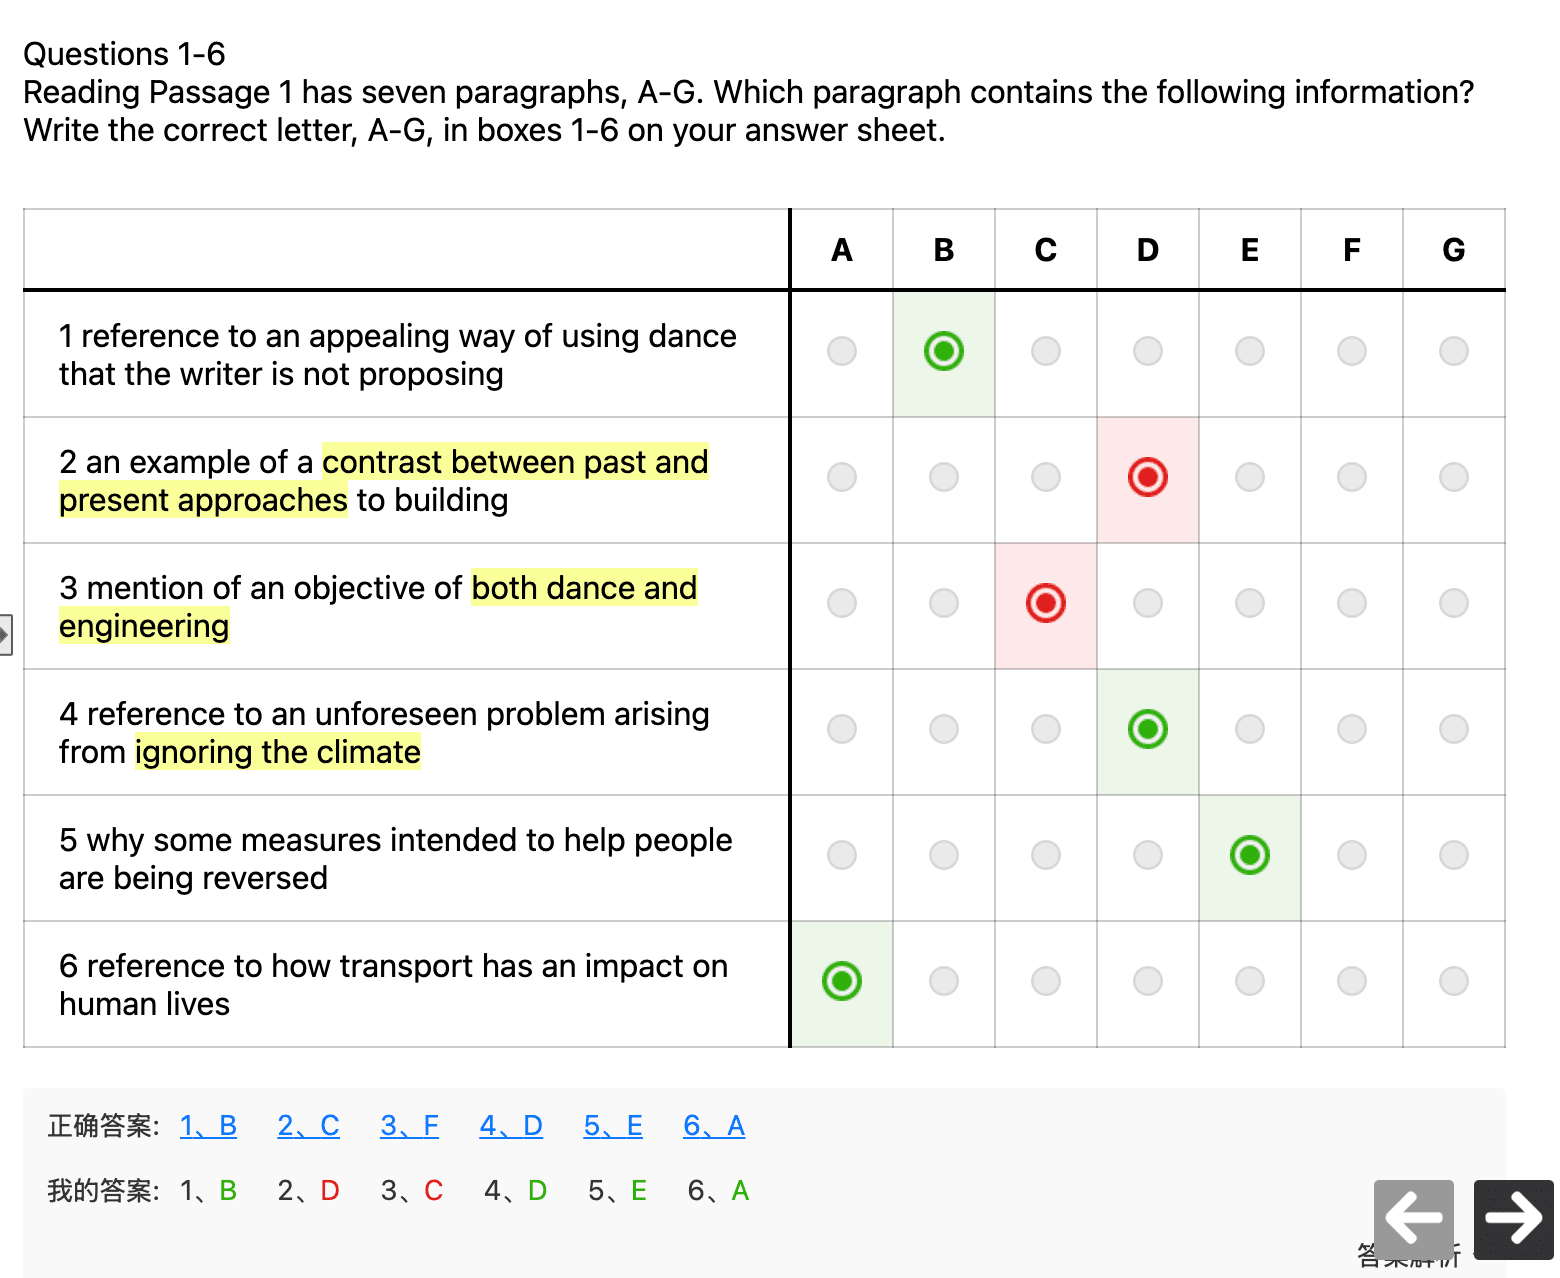 Questions 1-6
Reading Passage 1 has seven paragraphs, A-G. Which paragraph contains the following information?
Write the correct letter, A-G, in boxes 1-6 on your answer sheet.
A B C D E F G
1 reference to an appealing way of using dance
that the writer is not proposing
2 an example of a contrast between past and
present approaches to building
3 mention of an objective of both dance and
engineering
4 reference to an unforeseen problem arising
from ignoring the climate
5 why some measures intended to help people
are being reversed
6 reference to how transport has an impact on
human lives
正确答案: 1、B 2、C 3、F 4、D 5、E 6、A
我的答案: 1、B 2、D 3、C 4、D 5、E 6、A
答案解析